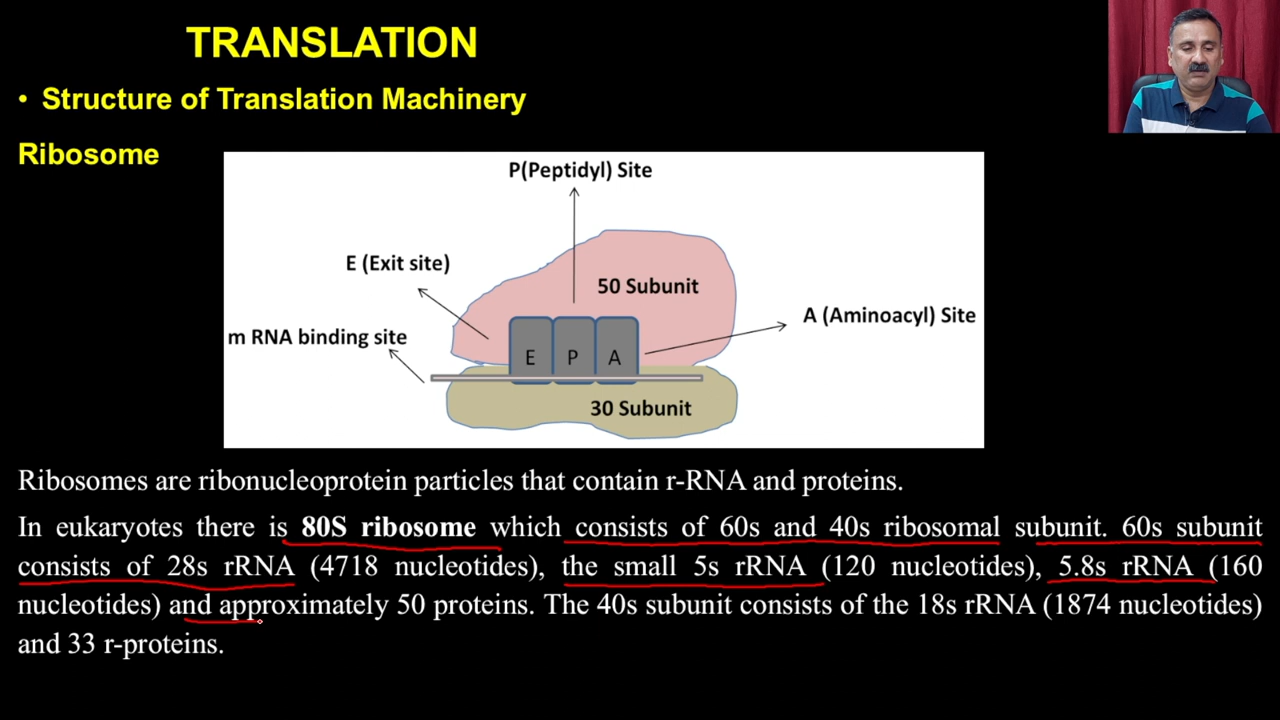 TRANSLATION
• Structure of Translation Machinery
Ribosome
P(Peptidyl) Site
E (Exit site)
50 Subunit
A (Aminoacyl) Site
m RNA binding site
E P A
30 Subunit
Ribosomes are ribonucleoprotein particles that contain r-RNA and proteins.
In eukaryotes there is 80S ribosome which consists of 60s and 40s ribosomal subunit. 60s subunit
consists of 28s rRNA (4718 nucleotides), the small 5s rRNA (120 nucleotides), 5.8s rRNA (160
nucleotides) and approximately 50 proteins. The 40s subunit consists of the 18s rRNA (1874 nucleotides)
and 33 r-proteins.